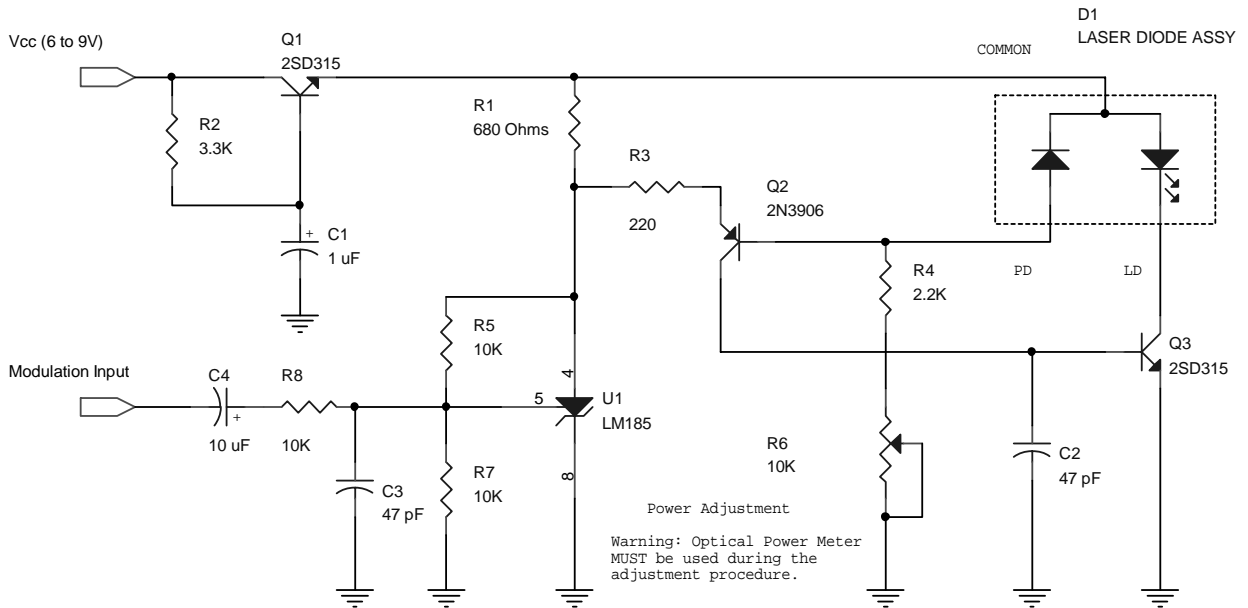 D1
LASER DIODE ASSY
COMMON
Vcc (6 to 9V)
Q1
2SD315
R1
680 Ohms
R2
3.3K
R3
220
Q2
2N3906
C1
+
1 uF
R4
2.2K
PD
LD
Q3
2SD315
R5
10K
Modulation Input
C4
+
10 uF
R8
10K
4
5
U1
LM185
8
R6
10K
C2
47 pF
R7
10K
C3
47 pF
Power Adjustment
Warning: Optical Power Meter
MUST be used during the
adjustment procedure.